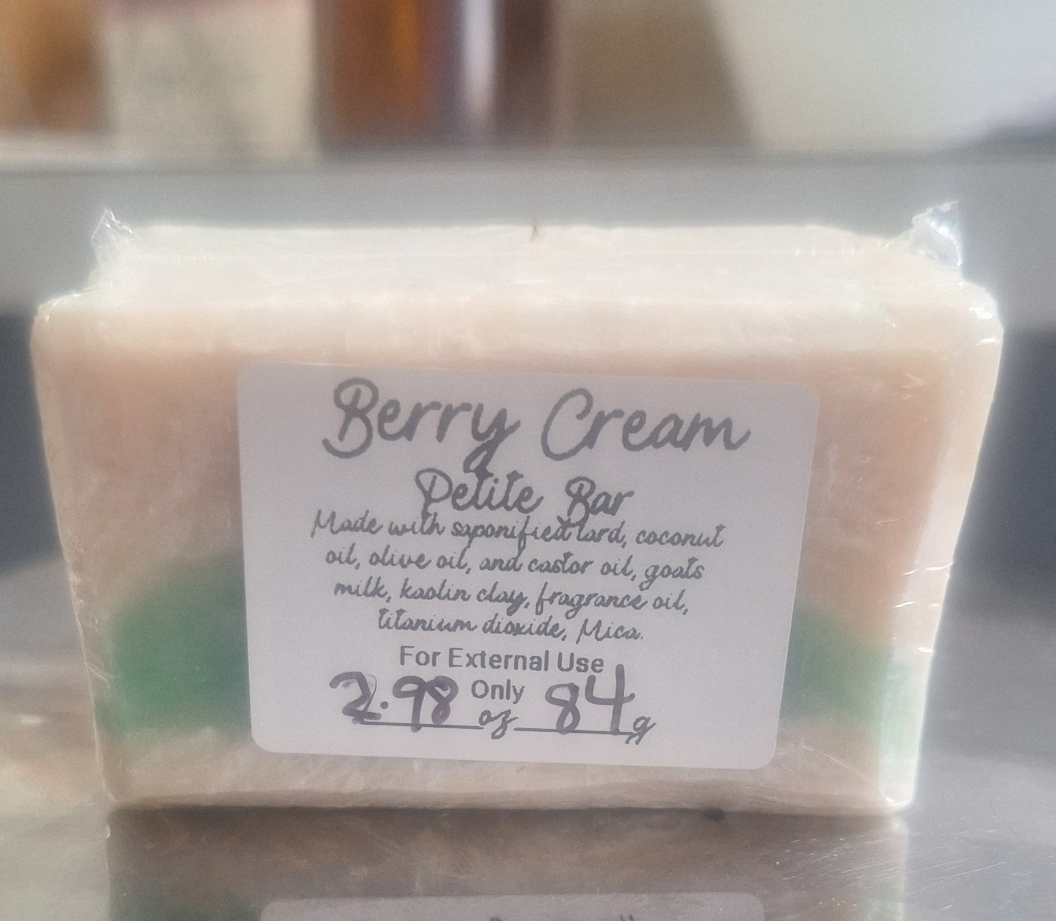 Berry Cream
Petite Bar
Made with saponified lard, coconut
oil, olive oil, and castor oil, goats
milk, kaolin clay, fragrance oil,
titanium dioxide, Mica.
For External Use
Only
2.98 oz 84 g